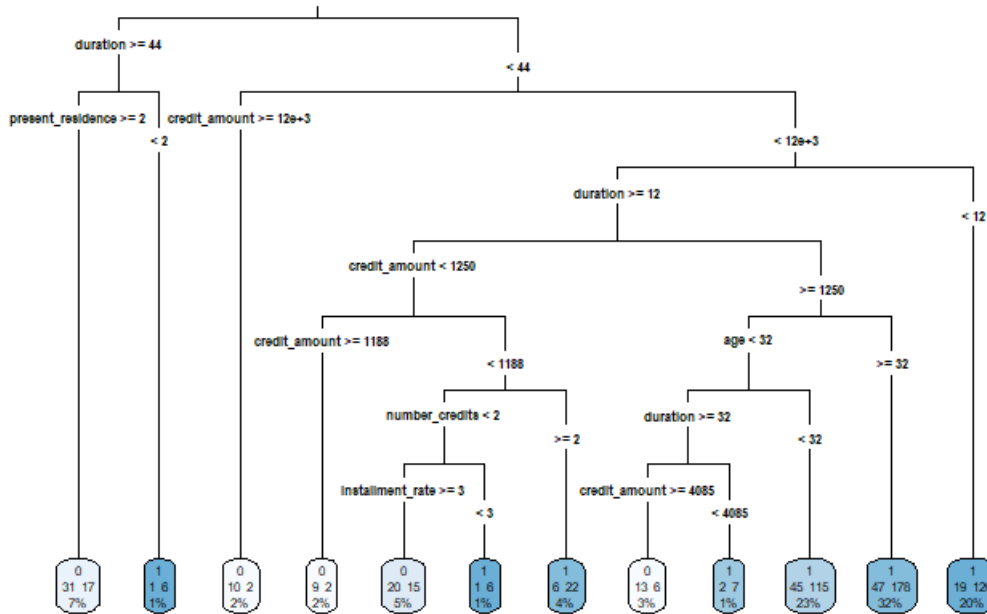 duration >= 44
< 44
present_residence >= 2
credit_amount >= 12e+3
< 2
< 12e+3
duration >= 12
< 12
credit_amount < 1250
>= 1250
credit_amount >= 1188
age < 32
< 1188
>= 32
number_credits < 2
duration >= 32
>= 2
< 32
installment_rate >= 3
credit_amount >= 4085
< 3
< 4085
0 1 0 0 0 1 1 0 1 1 1 1
31 17 1 6 10 2 9 2 20 15 1 6 6 22 13 6 2 7 45 115 47 178 19
7% 1% 2% 2% 5% 1% 4% 3% 1% 23% 32% 20%